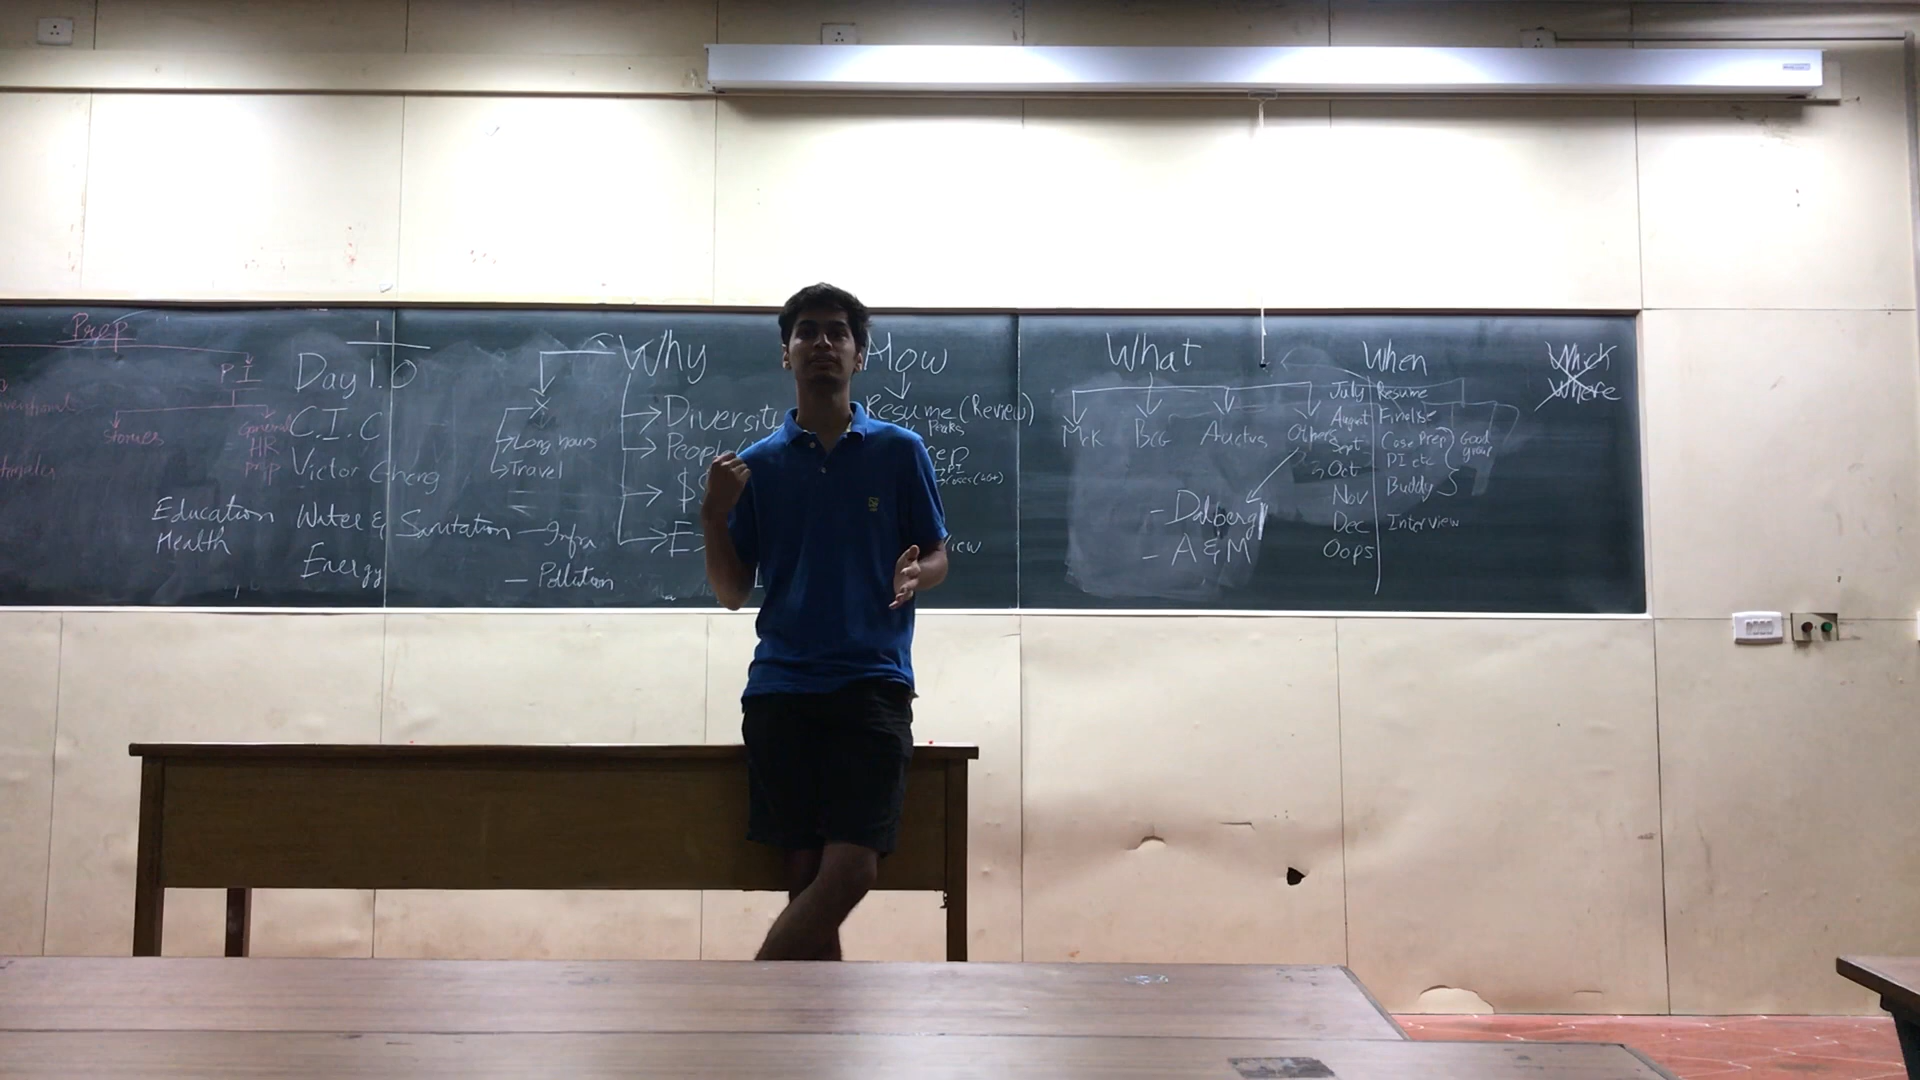 Prep
PI
Stories
General
HR
Prep
Day 1.0
C.I.C
Victor Cheng
Education
Health
Water & Sanitation — Infra
Energy
— Pollution
Why
X
Long hours
Travel
Diversity
People
How
Resume (Review)
Peaks
PI
What
McK
BCG
Auctus
Others
- Dalberg
- A&M
When
July Resume
August Finalise
Sept (Case Prep) Good
Oct PI etc group
Nov Buddy
Dec Interview
Oops
Which
Where